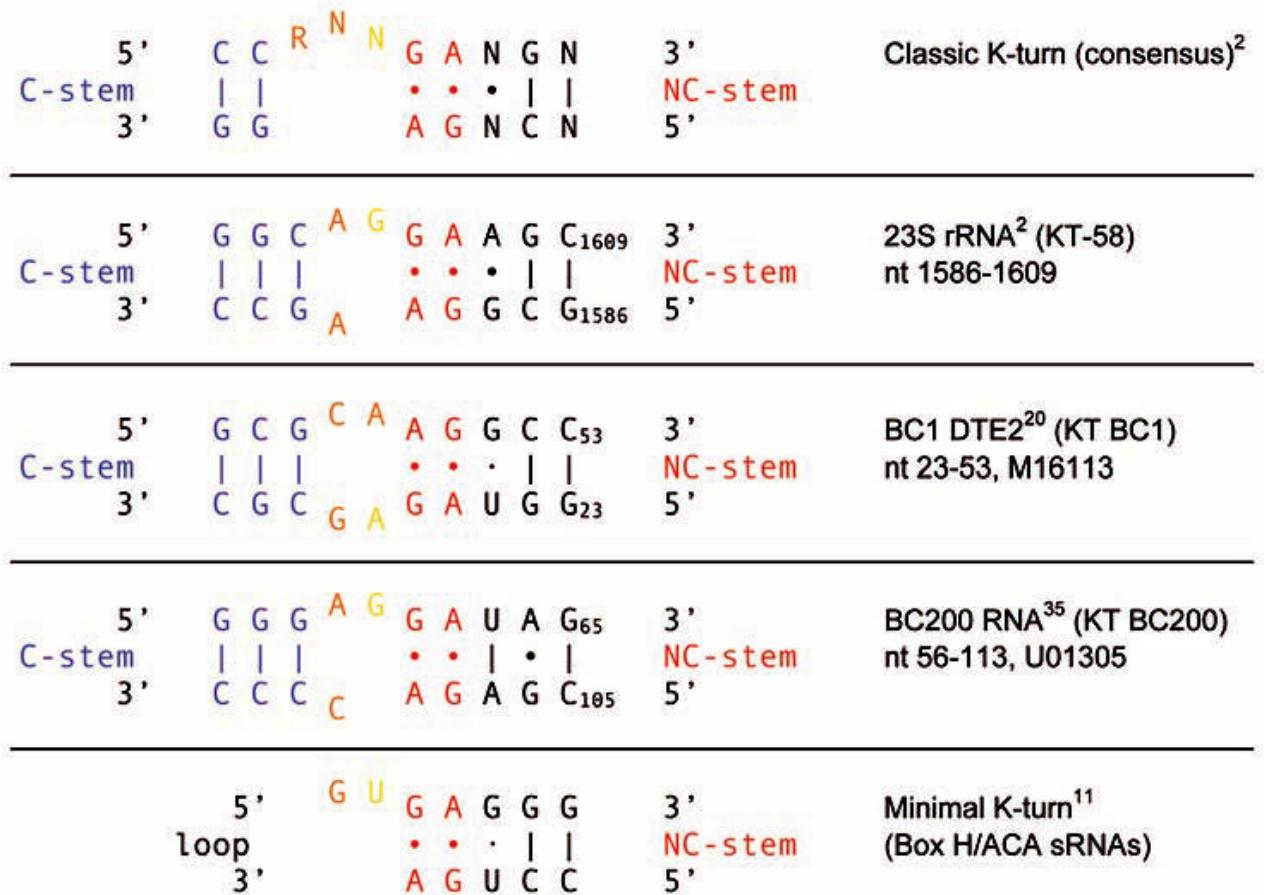 R N N
5’ C C G A N G N 3’ Classic K-turn (consensus)2
C-stem | | • • • | | NC-stem
3’ G G A G N C N 5’
A G
5’ G G C G A A G C1609 3’ 23S rRNA2 (KT-58)
C-stem | | | • • • | | NC-stem nt 1586-1609
3’ C C G A G G C G1586 5’
A
C A
5’ G C G A G G C C53 3’ BC1 DTE220 (KT BC1)
C-stem | | | • • · | | NC-stem nt 23-53, M16113
3’ C G C G A U G G23 5’
G A
A G
5’ G G G G A U A G65 3’ BC200 RNA35 (KT BC200)
C-stem | | | • • | • | NC-stem nt 56-113, U01305
3’ C C C A G A G C105 5’
C
G U
5’ G A G G G 3’ Minimal K-turn11
loop • • · | | NC-stem (Box H/ACA sRNAs)
3’ A G U C C 5’